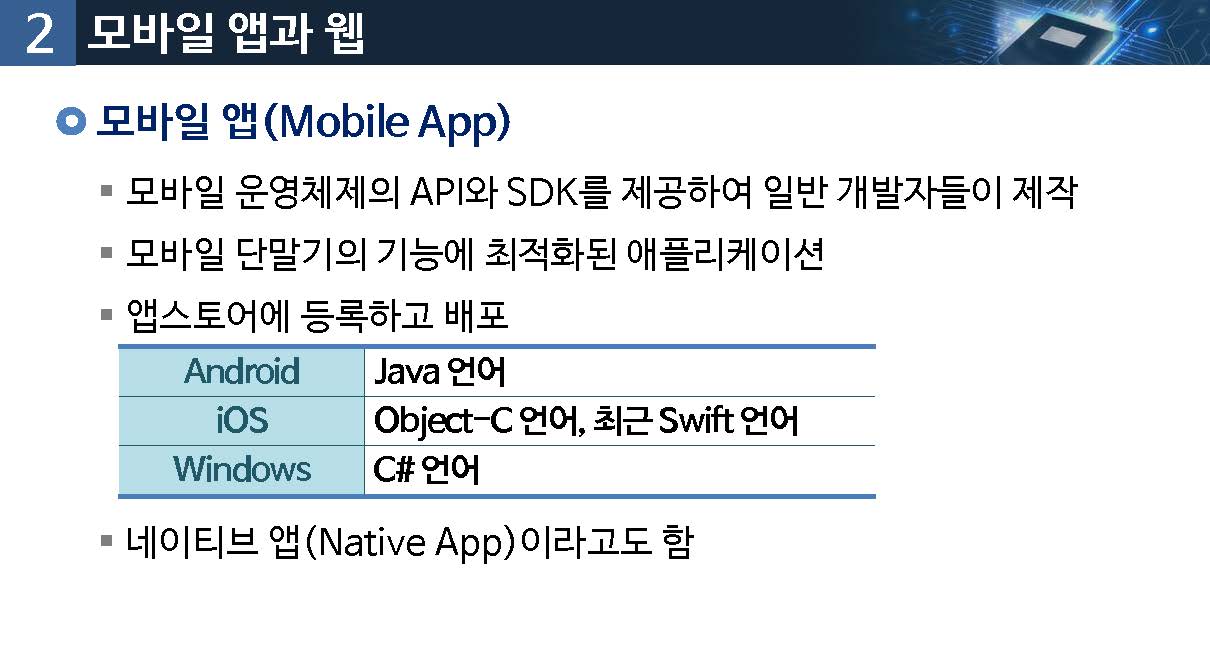 2 모바일 앱과 웹
모바일 앱(Mobile App)
모바일 운영체제의 API와 SDK를 제공하여 일반 개발자들이 제작
모바일 단말기의 기능에 최적화된 애플리케이션
앱스토어에 등록하고 배포
Android Java 언어
iOS Object-C 언어, 최근 Swift 언어
Windows C# 언어
네이티브 앱(Native App)이라고도 함